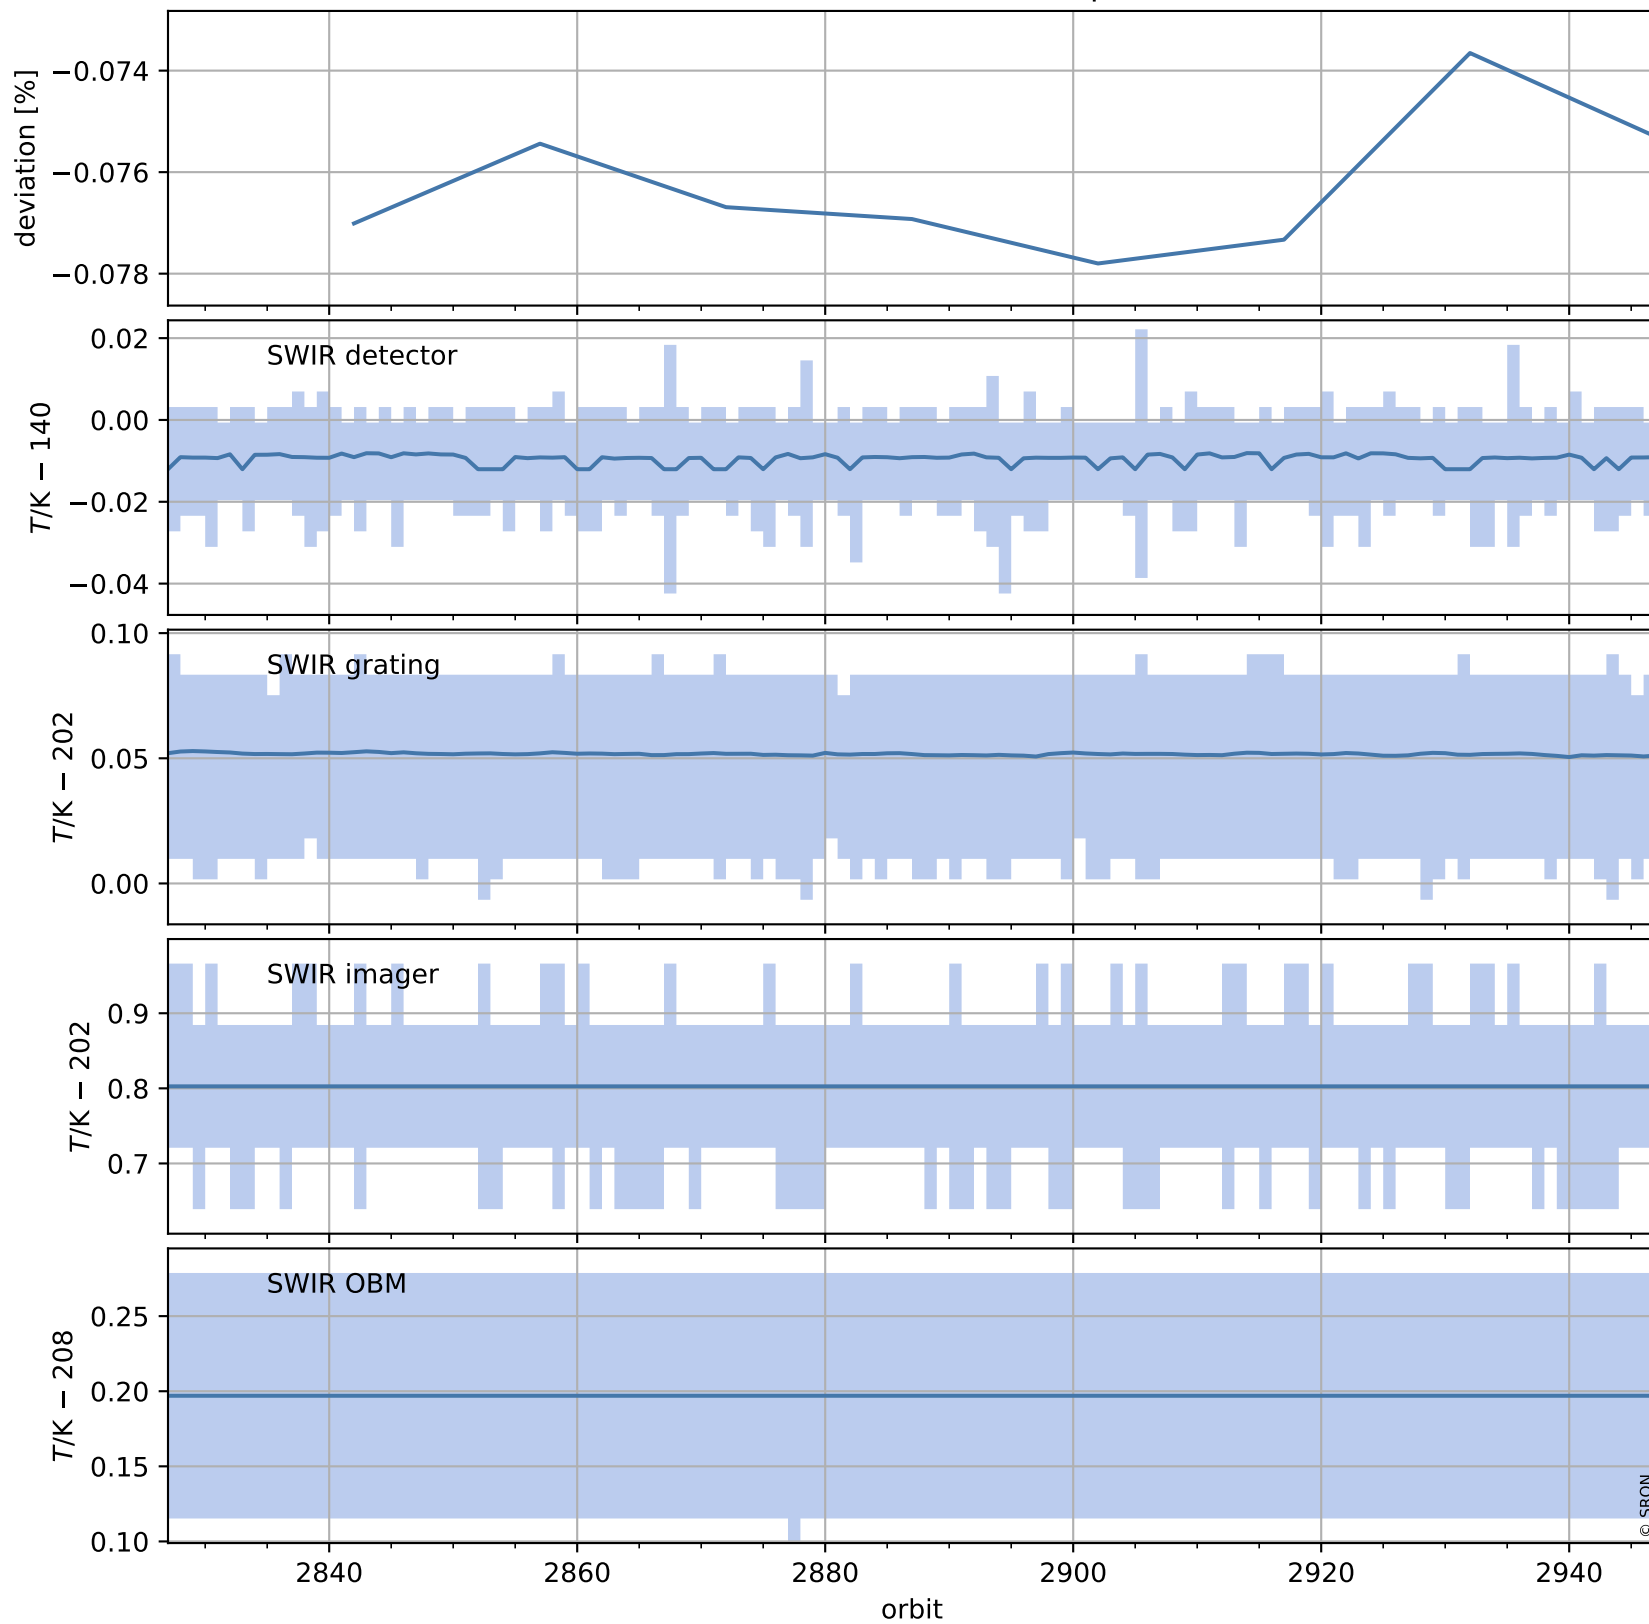 deviation [%]
−0.074
−0.076
−0.078
SWIR detector
T/K − 140
0.02
0.00
−0.02
−0.04
SWIR grating
T/K − 202
0.10
0.05
0.00
SWIR imager
T/K − 202
0.9
0.8
0.7
SWIR OBM
T/K − 208
0.25
0.20
0.15
0.10
2840 2860 2880 2900 2920 2940
orbit
© SRON